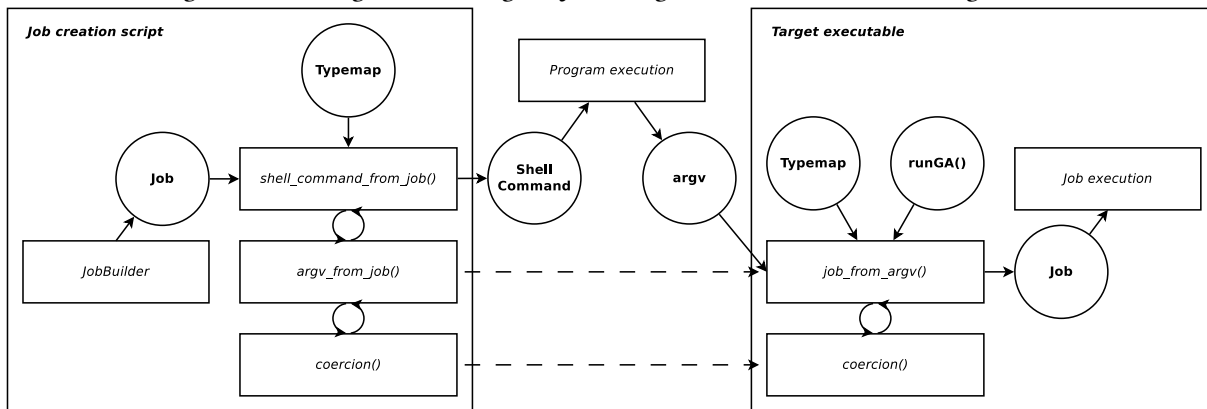 Job creation script
Target executable
Typemap
Program execution
Job
shell_command_from_job()
Shell
Command
argv
Typemap
runGA()
Job execution
JobBuilder
argv_from_job()
job_from_argv()
Job
coercion()
coercion()